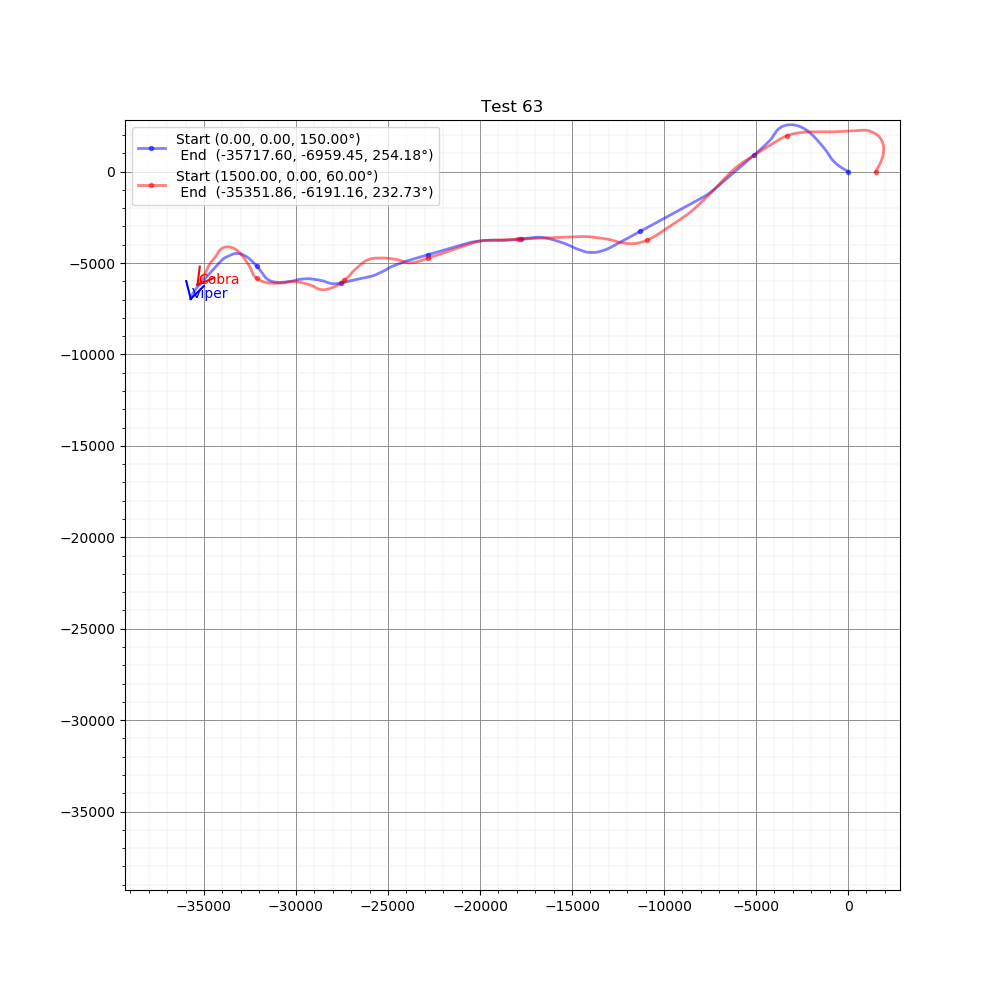 Test 63
Start (0.00, 0.00, 150.00°)
End (-35717.60, -6959.45, 254.18°)
Start (1500.00, 0.00, 60.00°)
End (-35351.86, -6191.16, 232.73°)
0
−5000
−10000
−15000
−20000
−25000
−30000
−35000
Cobra
Viper
−35000 −30000 −25000 −20000 −15000 −10000 −5000 0